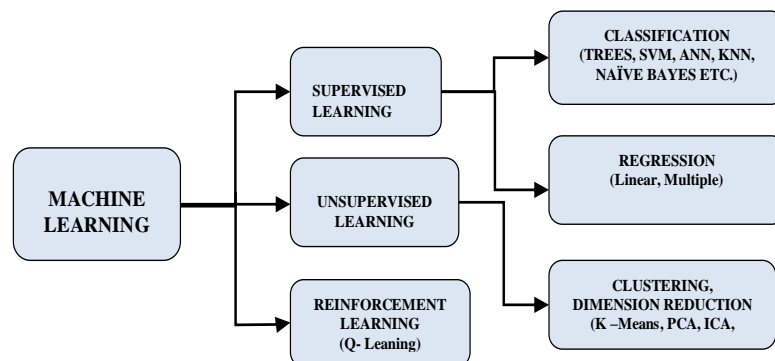 MACHINE
LEARNING
SUPERVISED
LEARNING
UNSUPERVISED
LEARNING
REINFORCEMENT
LEARNING
(Q- Leaning)
CLASSIFICATION
(TREES, SVM, ANN, KNN,
NAÏVE BAYES ETC.)
REGRESSION
(Linear, Multiple)
CLUSTERING,
DIMENSION REDUCTION
(K –Means, PCA, ICA,